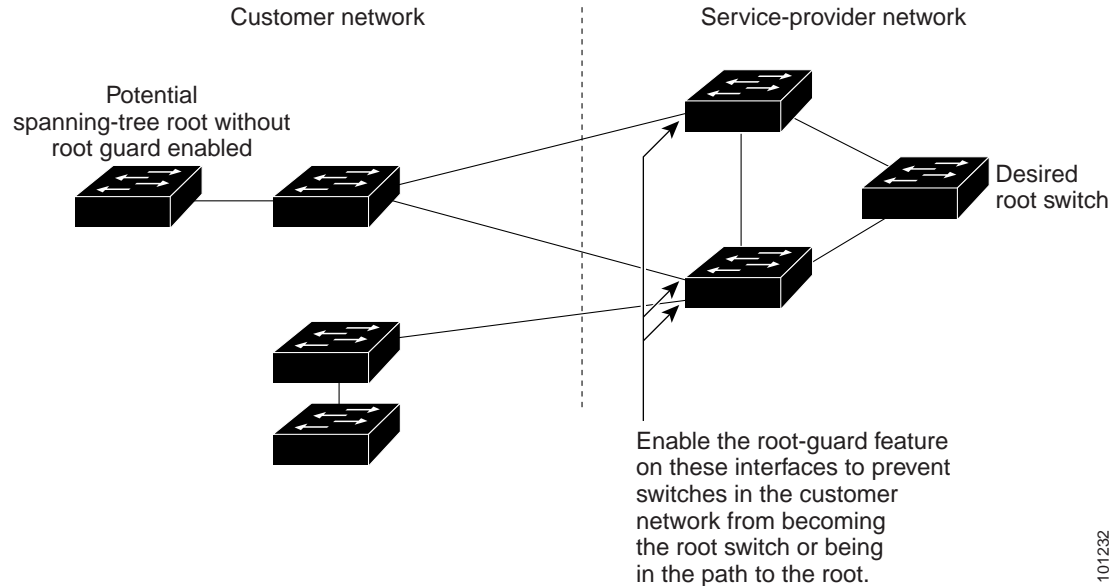 Customer network
Service-provider network
Potential
spanning-tree root without
root guard enabled
Desired
root switch
Enable the root-guard feature
on these interfaces to prevent
switches in the customer
network from becoming
the root switch or being
in the path to the root.
101232